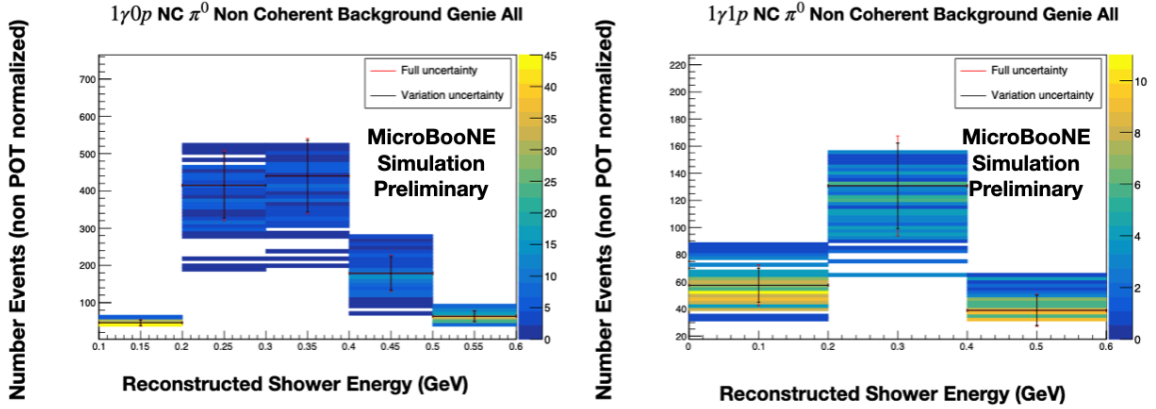 1γ0p NC π⁰ Non Coherent Background Genie All
Number Events (non POT normalized)
700
600
500
400
300
200
100
0.1 0.15 0.2 0.25 0.3 0.35 0.4 0.45 0.5 0.55 0.6
Full uncertainty
Variation uncertainty
MicroBooNE
Simulation
Preliminary
45
40
35
30
25
20
15
10
5
0
Reconstructed Shower Energy (GeV)
1γ1p NC π⁰ Non Coherent Background Genie All
Number Events (non POT normalized)
220
200
180
160
140
120
100
80
60
40
20
0 0.1 0.2 0.3 0.4 0.5 0.6
Full uncertainty
Variation uncertainty
MicroBooNE
Simulation
Preliminary
10
8
6
4
2
0
Reconstructed Shower Energy (GeV)